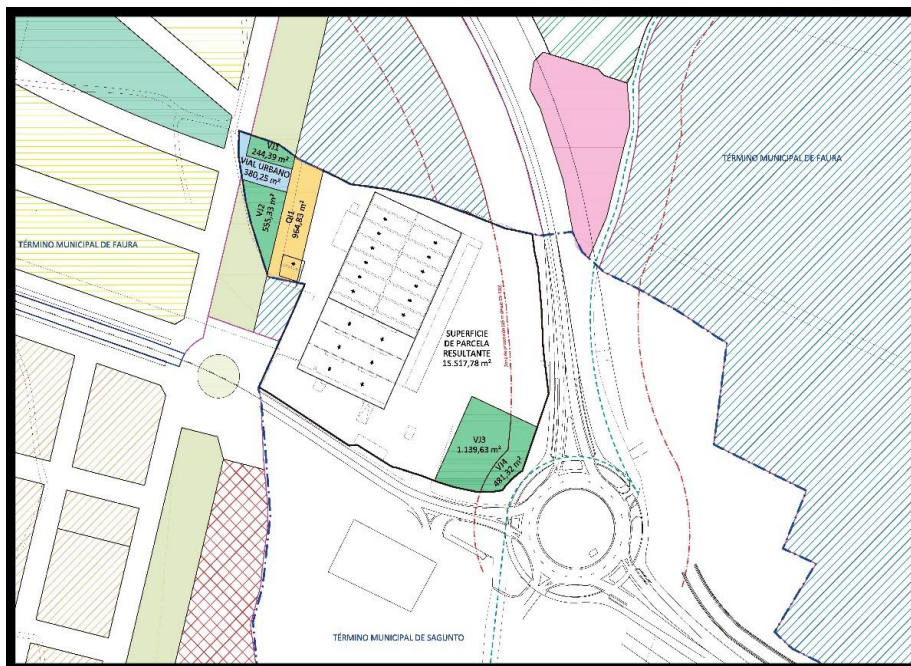 VJ1
244,39 m²
VIAL URBANO
380,25 m²
VJ2
555,33 m²
QI1
964,83 m²
TÉRMINO MUNICIPAL DE FAURA
TÉRMINO MUNICIPAL DE FAURA
SUPERFICIE
DE PARCELA
RESULTANTE
15.517,78 m²
VJ3
1.139,63 m²
VJ4
481,32 m²
TÉRMINO MUNICIPAL DE SAGUNTO